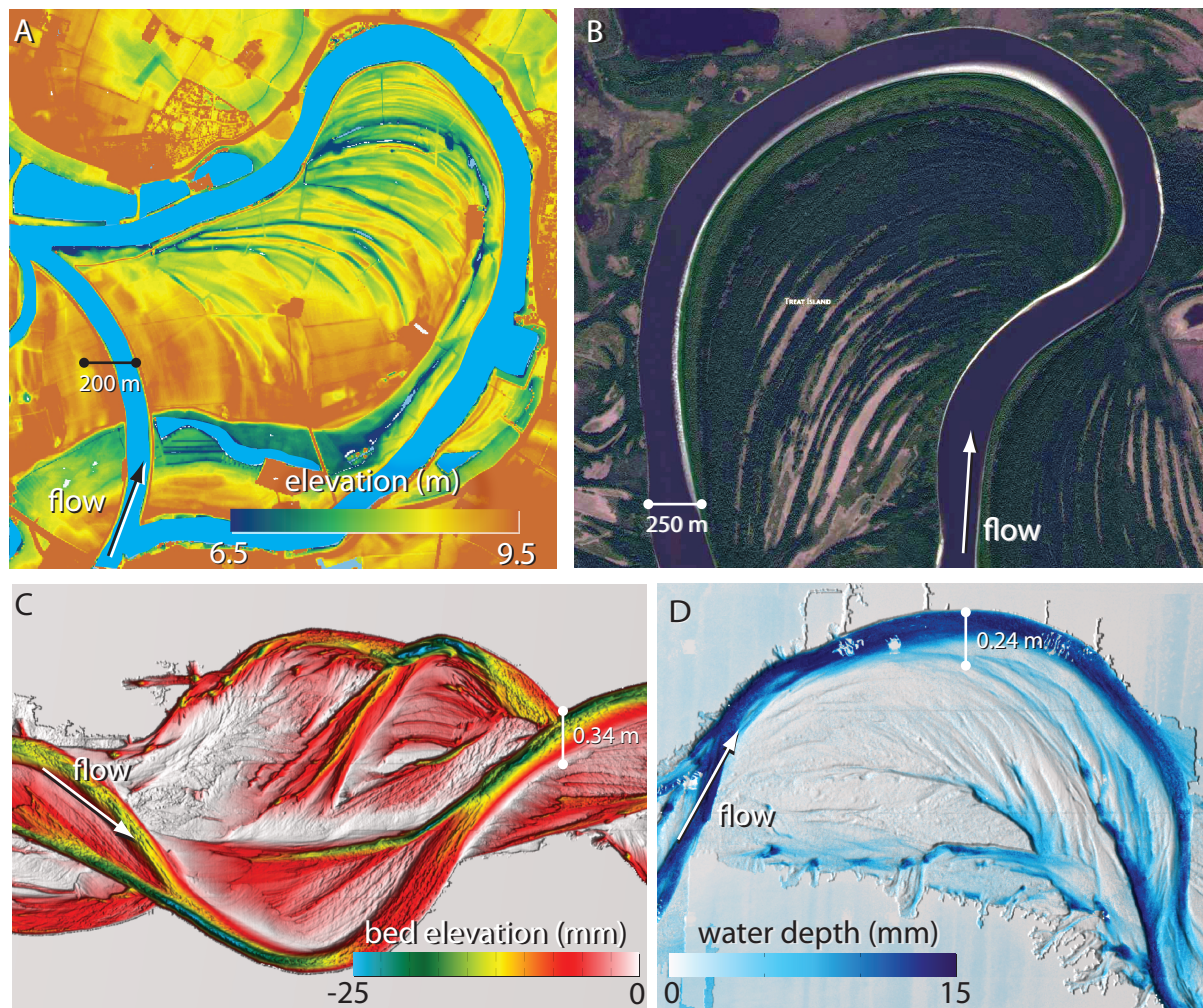 A
200 m
flow
elevation (m)
6.5
9.5
B
TREAT ISLAND
250 m
flow
C
flow
0.34 m
bed elevation (mm)
-25
0
D
0.24 m
flow
water depth (mm)
0
15